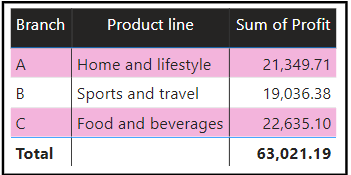 Branch Product line Sum of Profit
A Home and lifestyle 21,349.71
B Sports and travel 19,036.38
C Food and beverages 22,635.10
Total 63,021.19